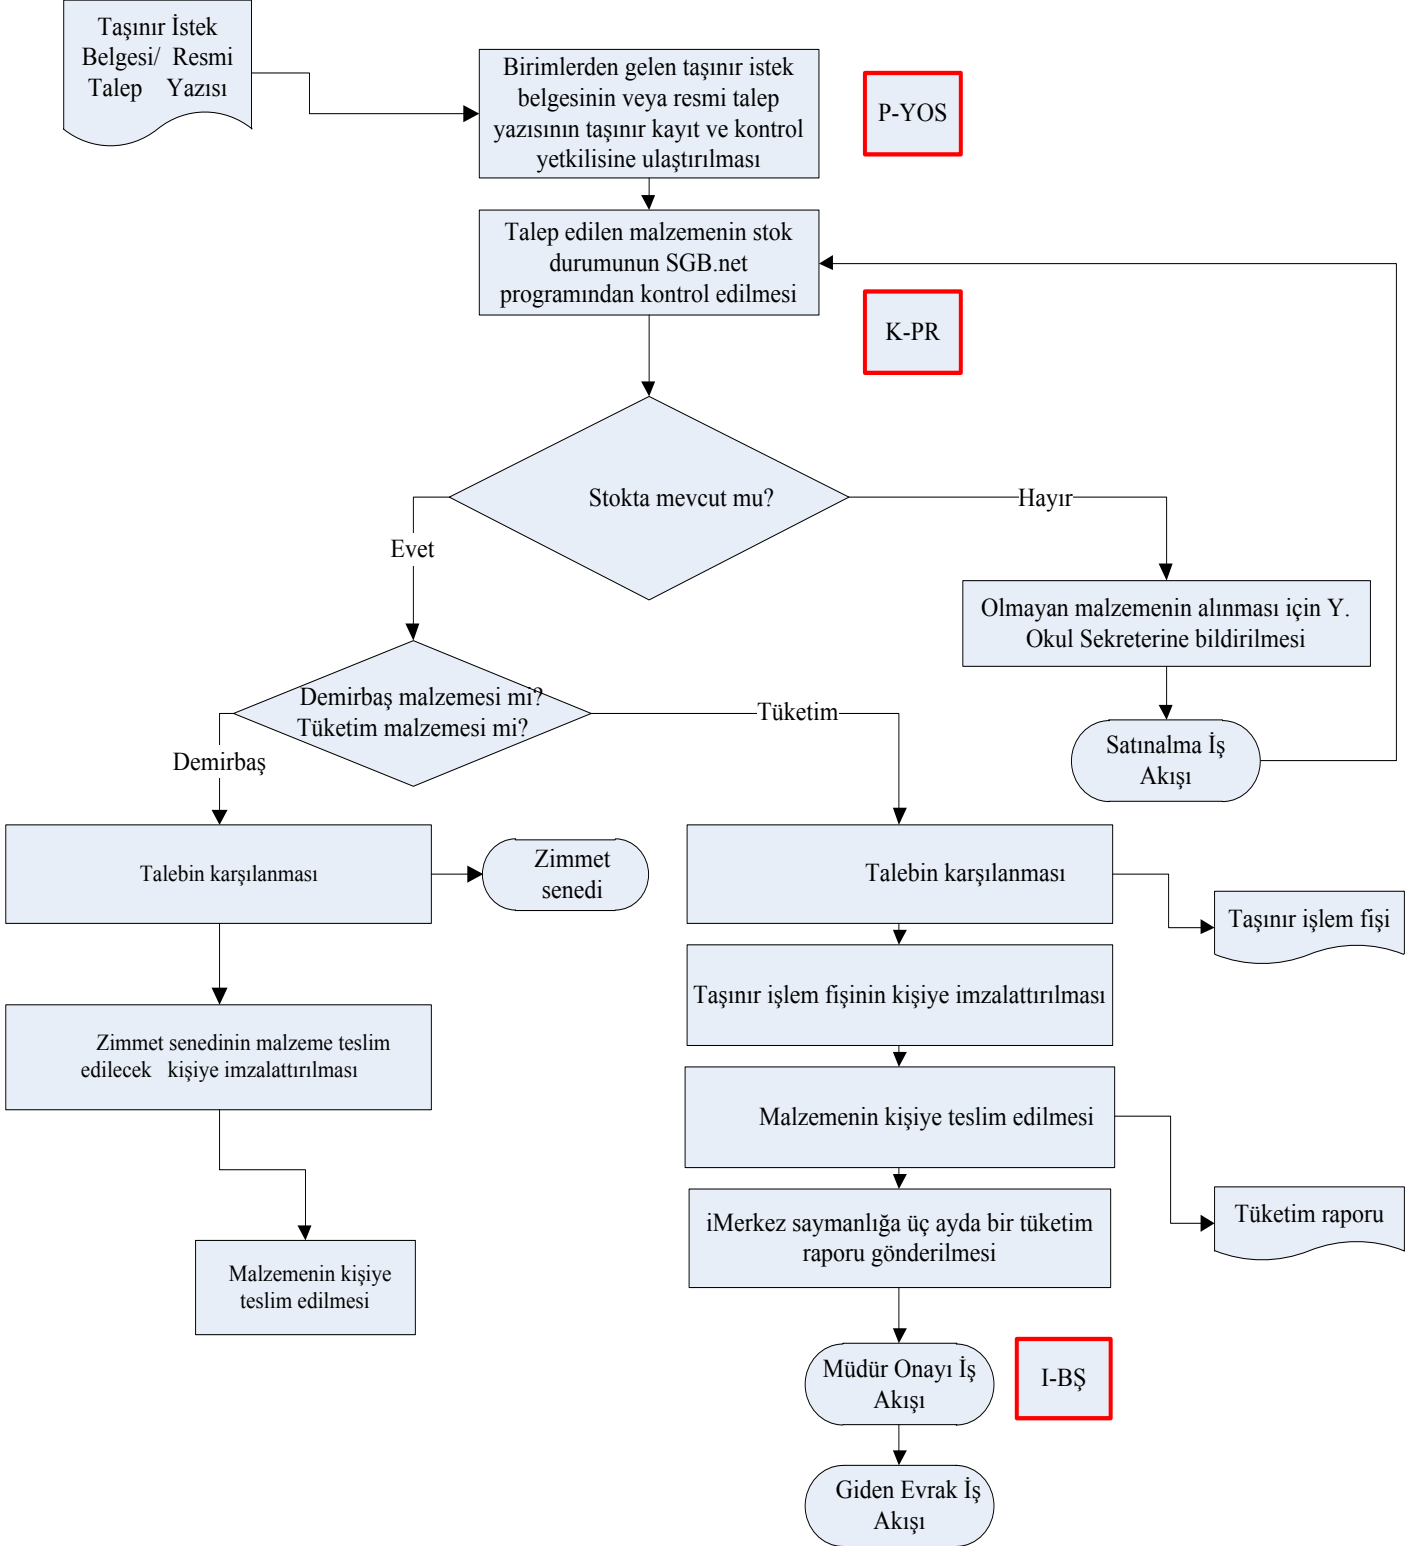 Taşınır İstek
Belgesi/ Resmi
Talep Yazısı
Birimlerden gelen taşınır istek
belgesinin veya resmi talep
yazısının taşınır kayıt ve kontrol
yetkilisine ulaştırılması
P-YOS
Talep edilen malzemenin stok
durumunun SGB.net
programından kontrol edilmesi
K-PR
Stokta mevcut mu?
Hayır
Evet
Olmayan malzemenin alınması için Y.
Okul Sekreterine bildirilmesi
Demirbaş malzemesi mi?
Tüketim malzemesi mi?
Tüketim
Demirbaş
Satınalma İş
Akışı
Talebin karşılanması
Zimmet
senedi
Talebin karşılanması
Taşınır işlem fişi
Taşınır işlem fişinin kişiye imzalattırılması
Zimmet senedinin malzeme teslim
edilecek kişiye imzalattırılması
Malzemenin kişiye teslim edilmesi
Tüketim raporu
iMerkez saymanlığa üç ayda bir tüketim
raporu gönderilmesi
Malzemenin kişiye
teslim edilmesi
Müdür Onayı İş
Akışı
I-BŞ
Giden Evrak İş
Akışı